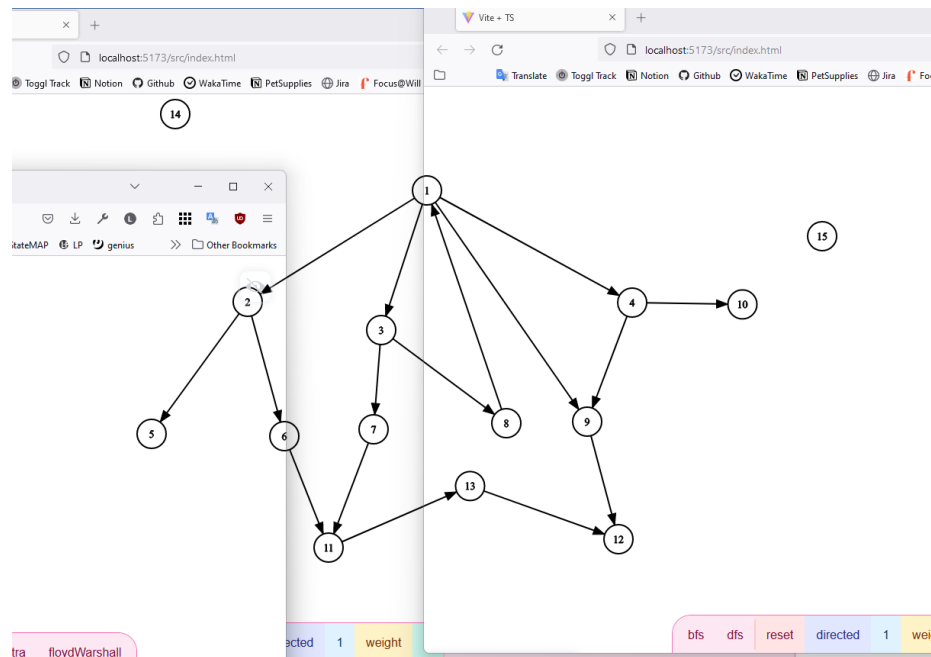 Vite + TS
localhost:5173/src/index.html
localhost:5173/src/index.html
Toggl Track Notion Github WakaTime PetSupplies Jira Focus@Will
Translate Toggl Track Notion Github WakaTime PetSupplies Jira Fo
14
1
15
L
LP genius Other Bookmarks
2
4
10
3
5
6
7
8
9
13
11
12
bfs dfs reset directed 1 wei
ected 1 weight
tra floydWarshall